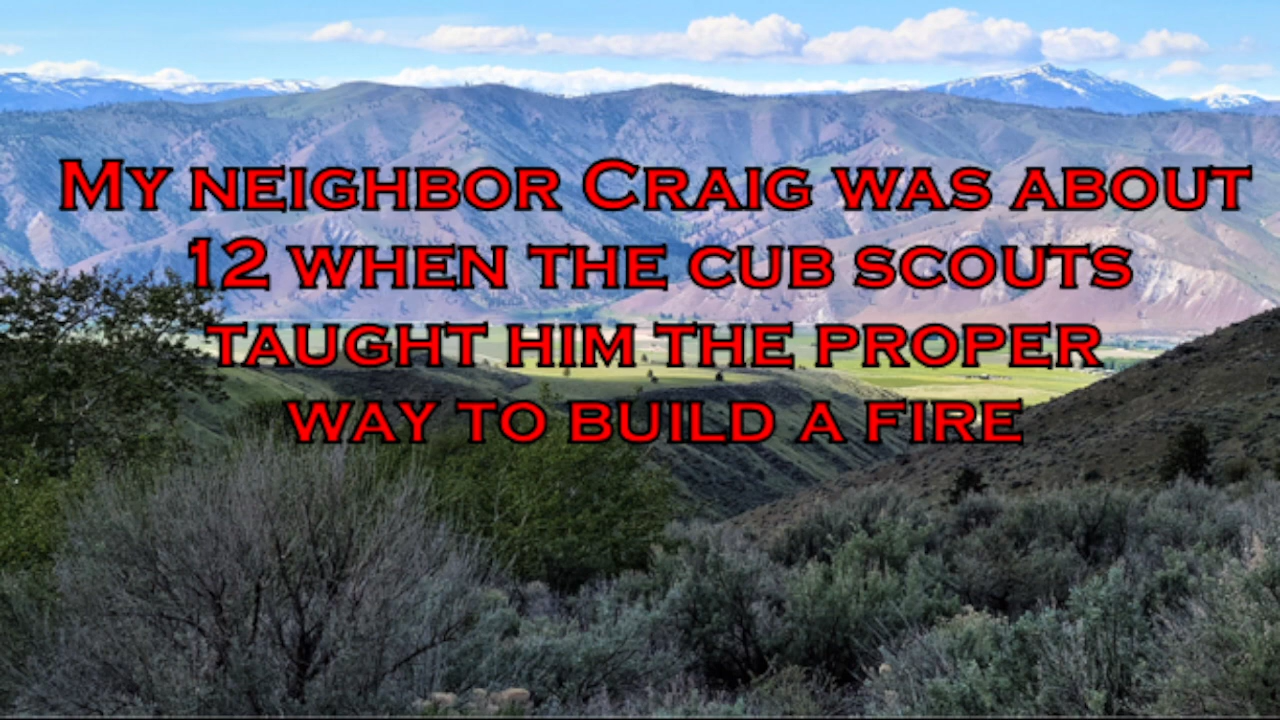 My neighbor Craig was about
12 when the cub scouts
taught him the proper
way to build a fire